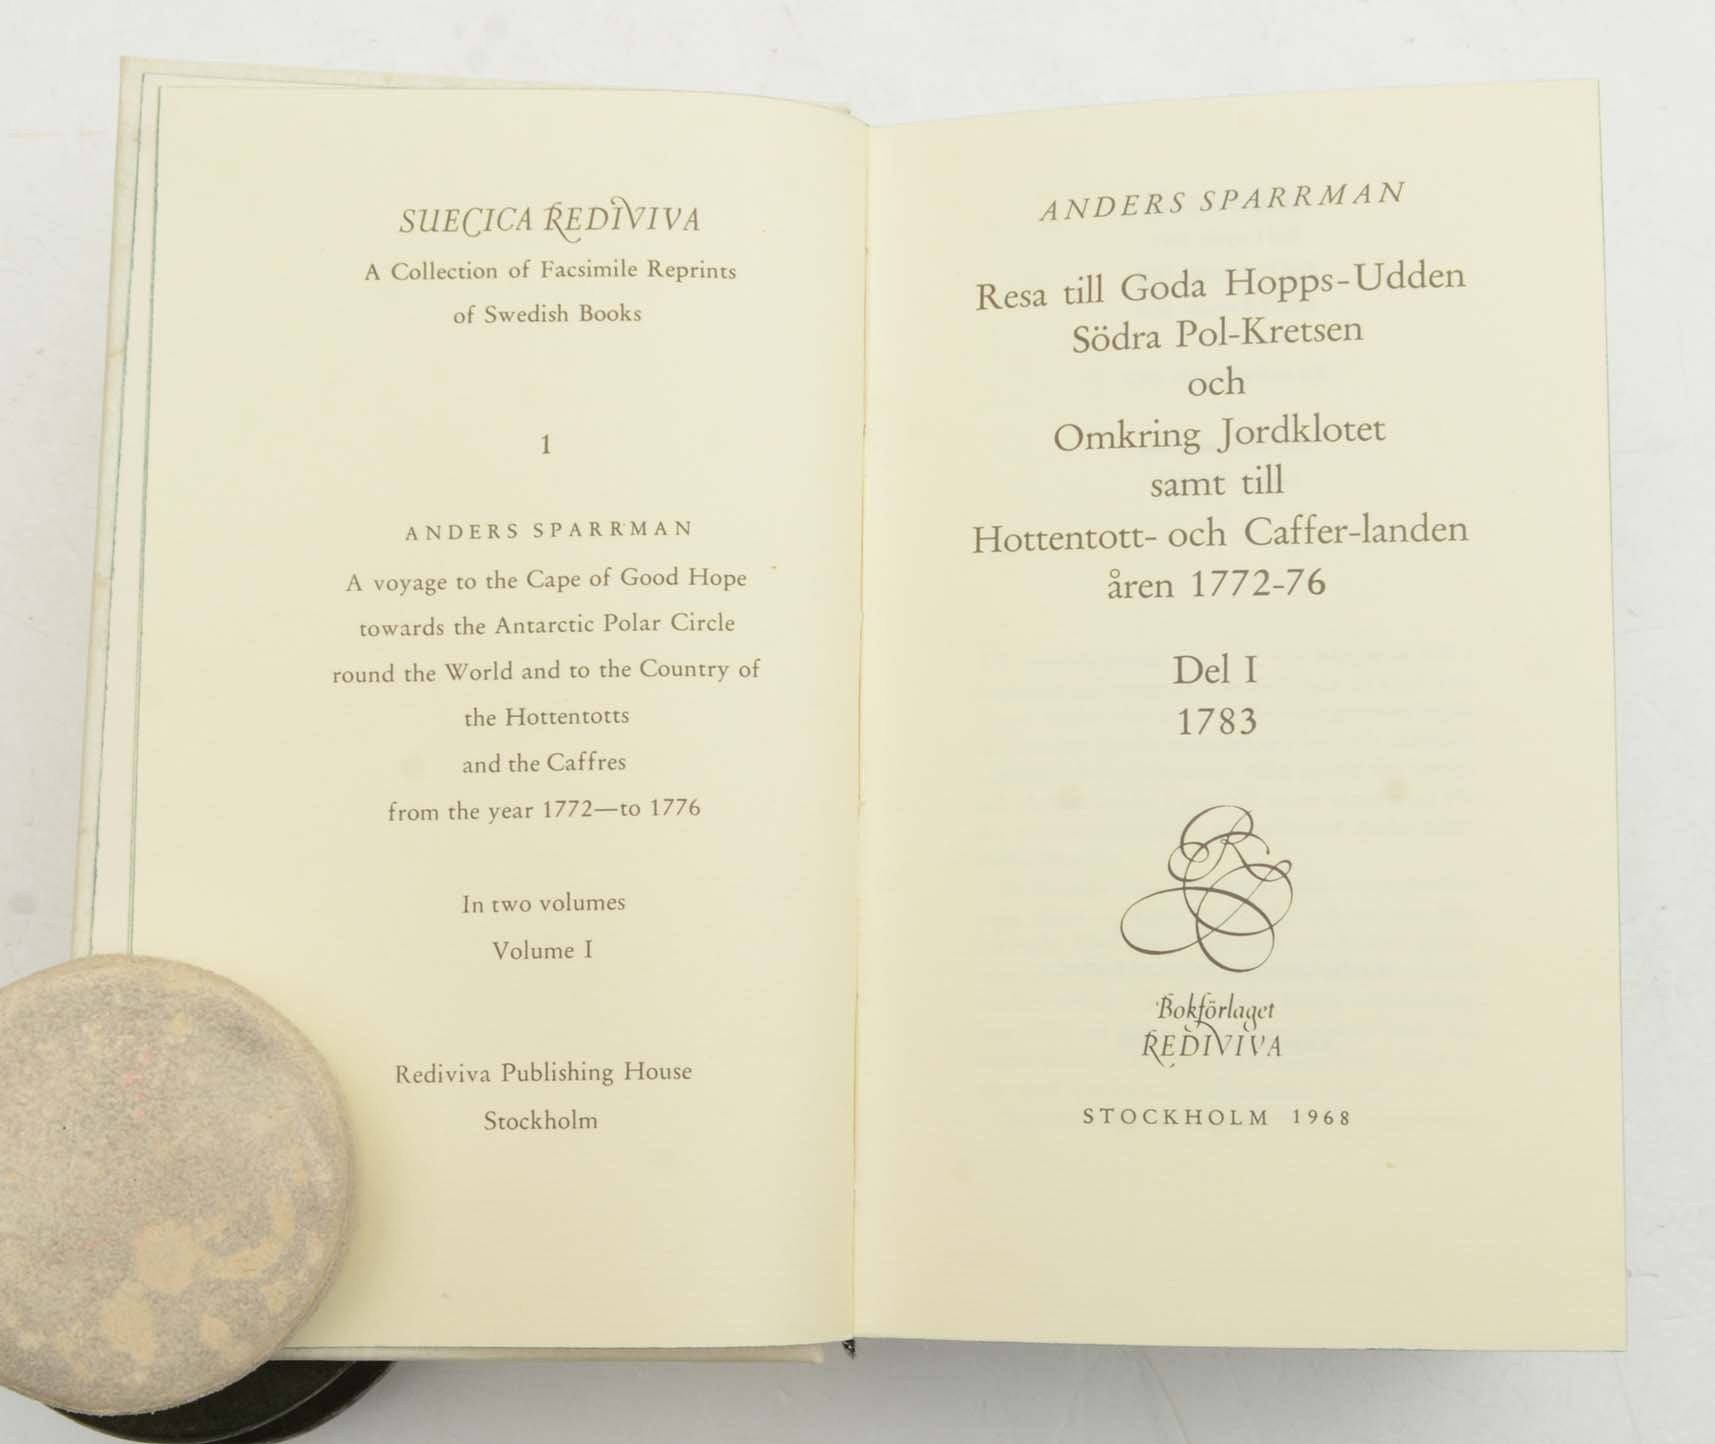 SUECICA REDIVIVA
A Collection of Facsimile Reprints
of Swedish Books
1
ANDERS SPARRMAN
A voyage to the Cape of Good Hope
towards the Antarctic Polar Circle
round the World and to the Country of
the Hottentotts
and the Caffres
from the year 1772—to 1776
In two volumes
Volume I
Rediviva Publishing House
Stockholm
ANDERS SPARRMAN
Resa till Goda Hopps-Udden
Södra Pol-Kretsen
och
Omkring Jordklotet
samt till
Hottentott- och Caffer-landen
åren 1772-76
Del I
1783
Bokförlaget
REDIVIVA
STOCKHOLM 1968